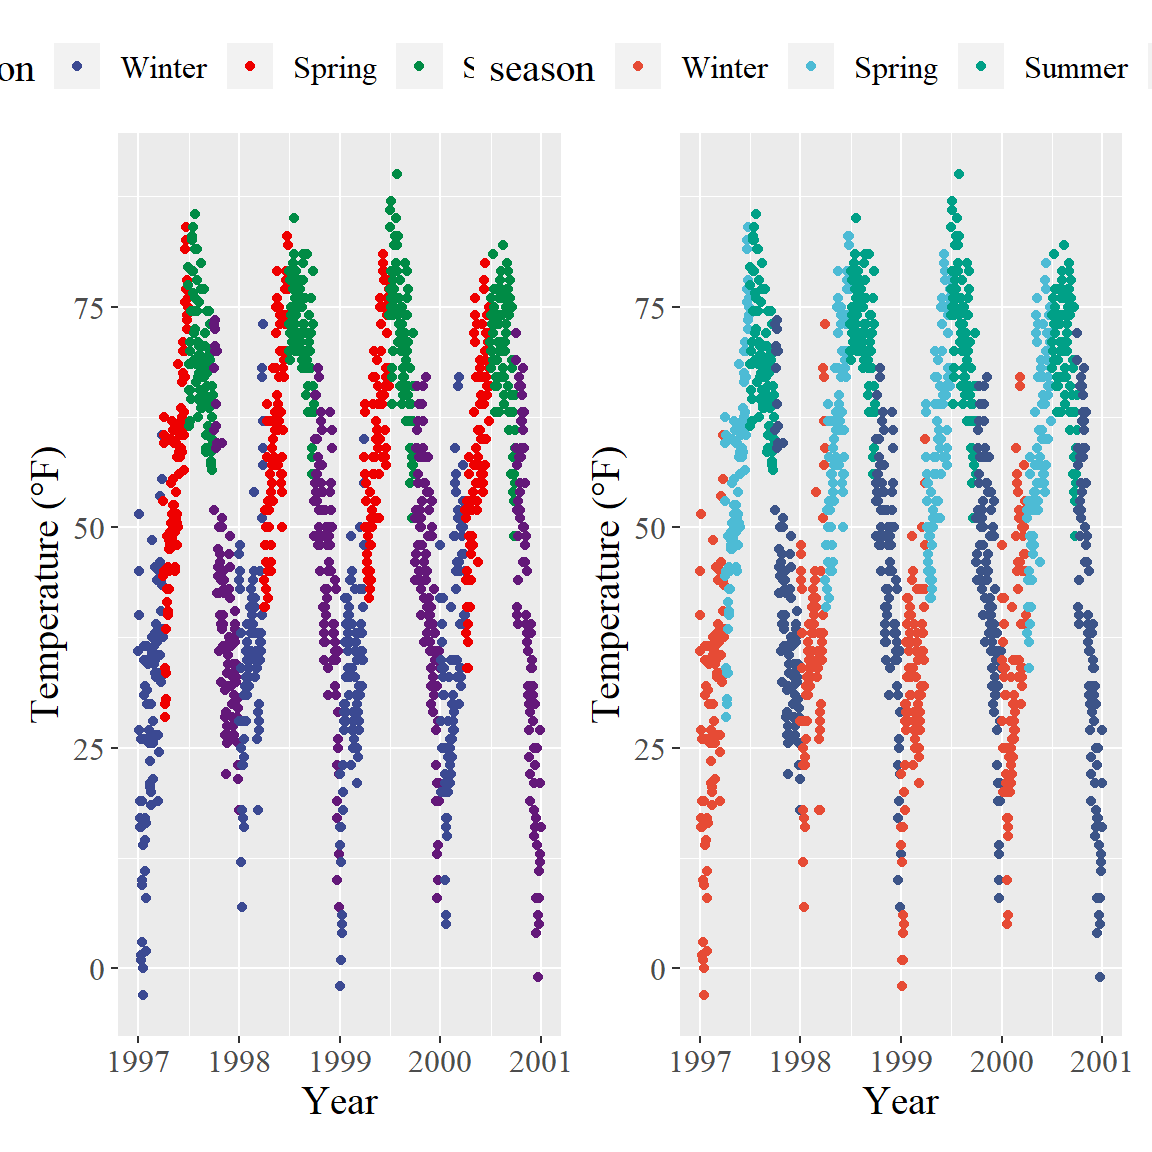 on Winter Spring S season Winter Spring Summer
75 75
50 50
25 25
0 0
Temperature (°F) Temperature (°F)
1997 1998 1999 2000 2001 1997 1998 1999 2000 2001
Year Year